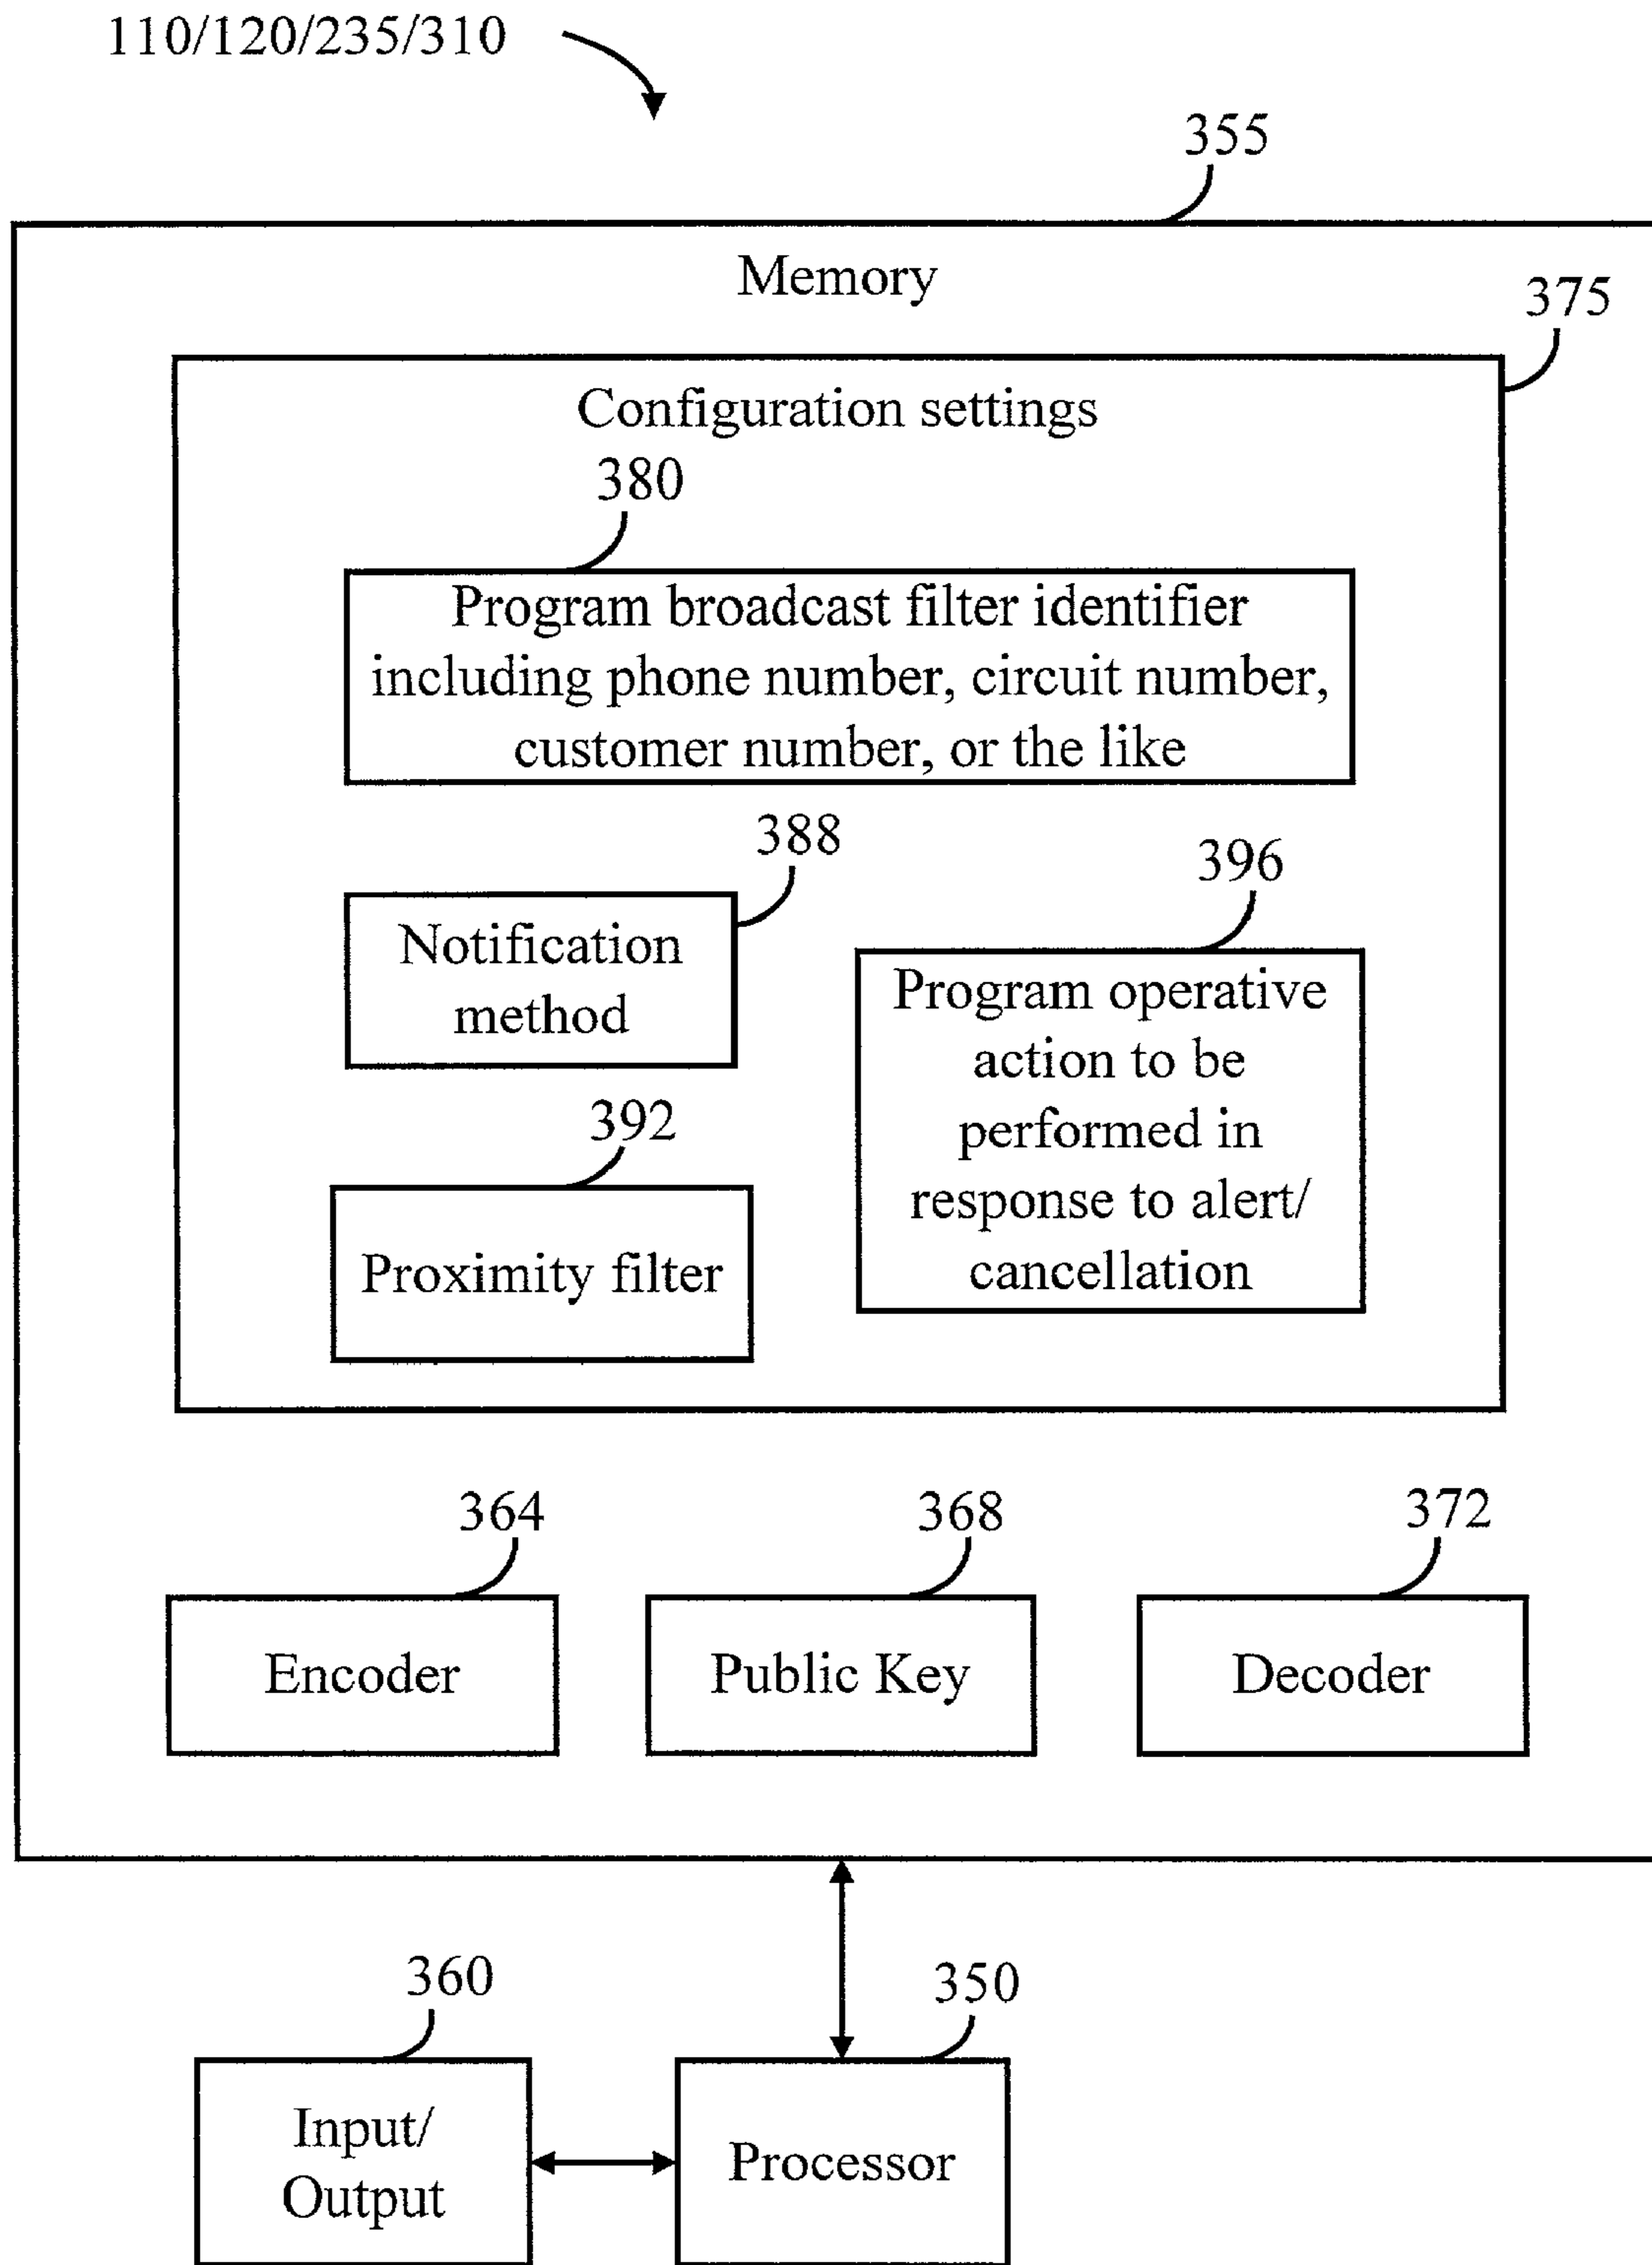 110/120/235/310
355
Memory
375
Configuration settings
380
Program broadcast filter identifier
including phone number, circuit number,
customer number, or the like
388
Notification
method
396
Program operative
action to be
performed in
response to alert/
cancellation
392
Proximity filter
364
368
372
Encoder
Public Key
Decoder
360
350
Input/
Output
Processor